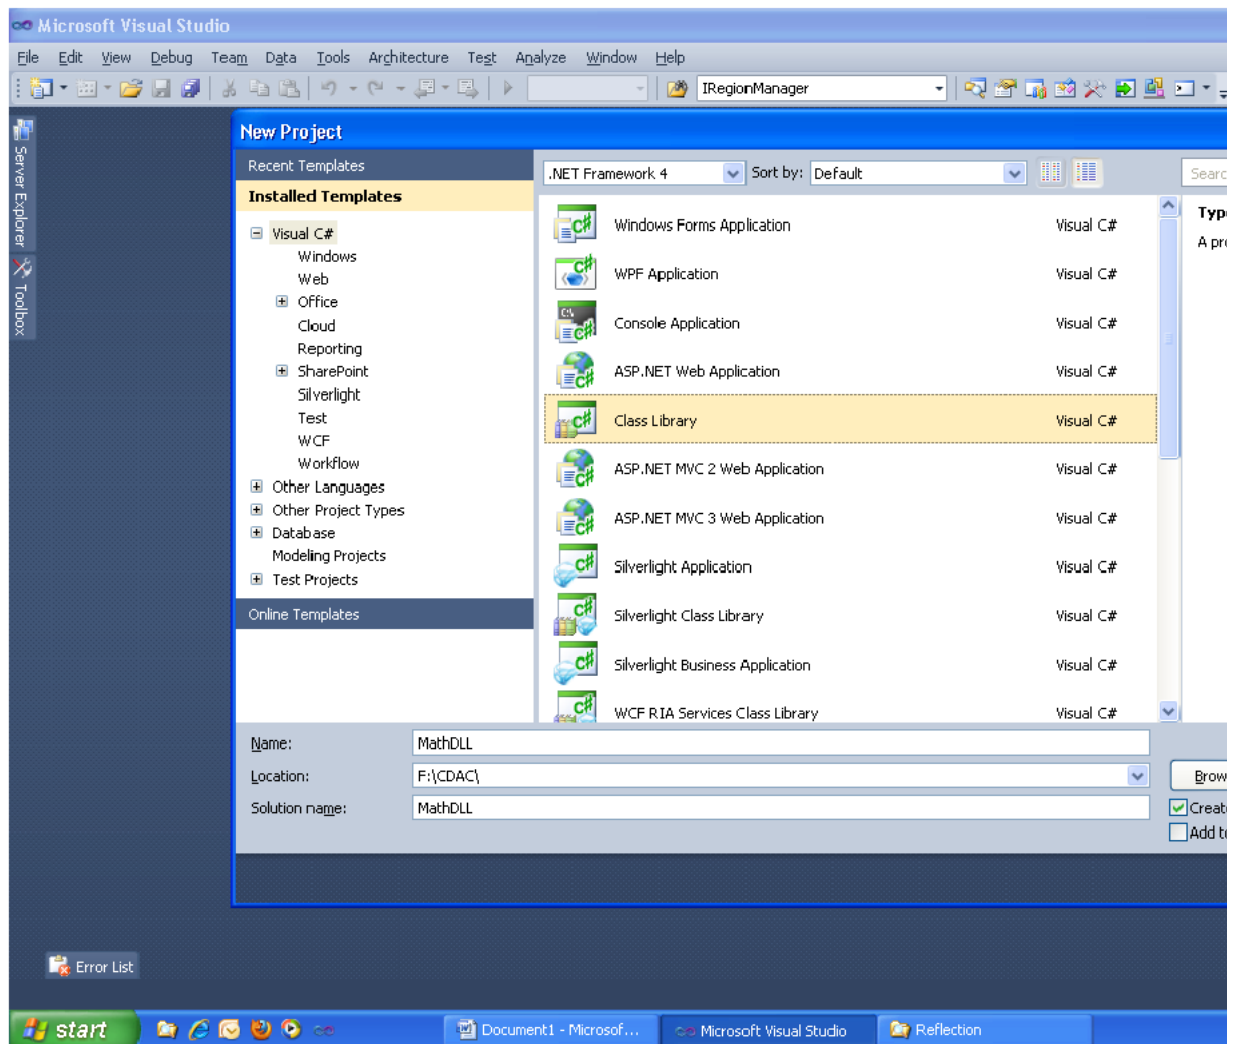 Microsoft Visual Studio
File Edit View Debug Team Data Tools Architecture Test Analyze Window Help
IRegionManager
Server Explorer
Toolbox
New Project
Recent Templates
Installed Templates
Visual C#
Windows
Web
Office
Cloud
Reporting
SharePoint
Silverlight
Test
WCF
Workflow
Other Languages
Other Project Types
Database
Modeling Projects
Test Projects
Online Templates
.NET Framework 4 Sort by: Default Searc
Windows Forms Application Visual C#
WPF Application Visual C#
Console Application Visual C#
ASP.NET Web Application Visual C#
Class Library Visual C#
ASP.NET MVC 2 Web Application Visual C#
ASP.NET MVC 3 Web Application Visual C#
Silverlight Application Visual C#
Silverlight Class Library Visual C#
Silverlight Business Application Visual C#
WCF RIA Services Class Library Visual C#
Typ
A pr
Name: MathDLL
Location: F:\CDAC\ Brow
Solution name: MathDLL Creat
Add t
Error List
start Document1 - Microsof... Microsoft Visual Studio Reflection